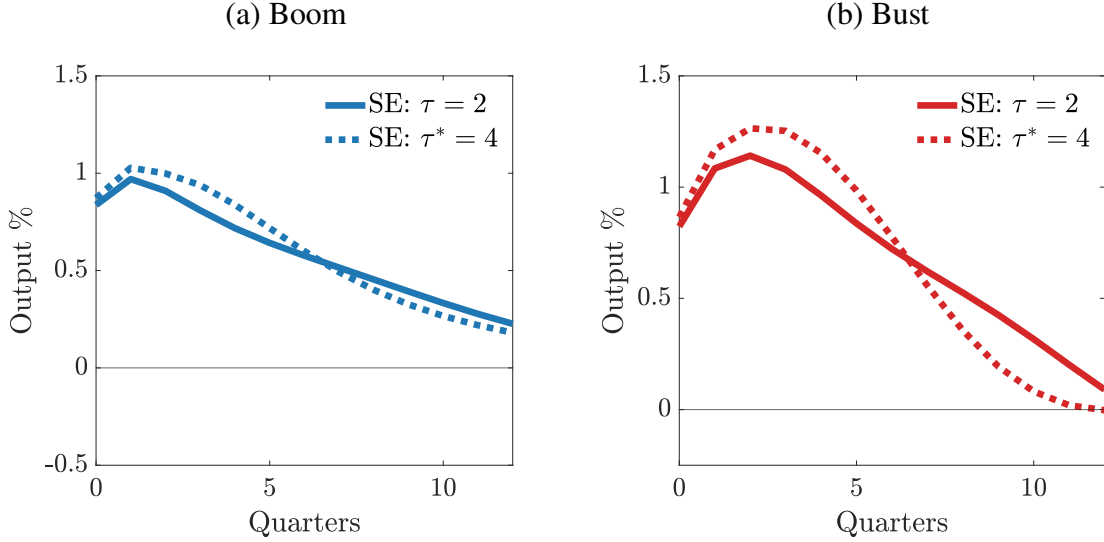 (a) Boom
1.5
1
0.5
0
-0.5
0
5
10
Output %
Quarters
SE: τ = 2
SE: τ* = 4
(b) Bust
1.5
1
0.5
0
0
5
10
Output %
Quarters
SE: τ = 2
SE: τ* = 4